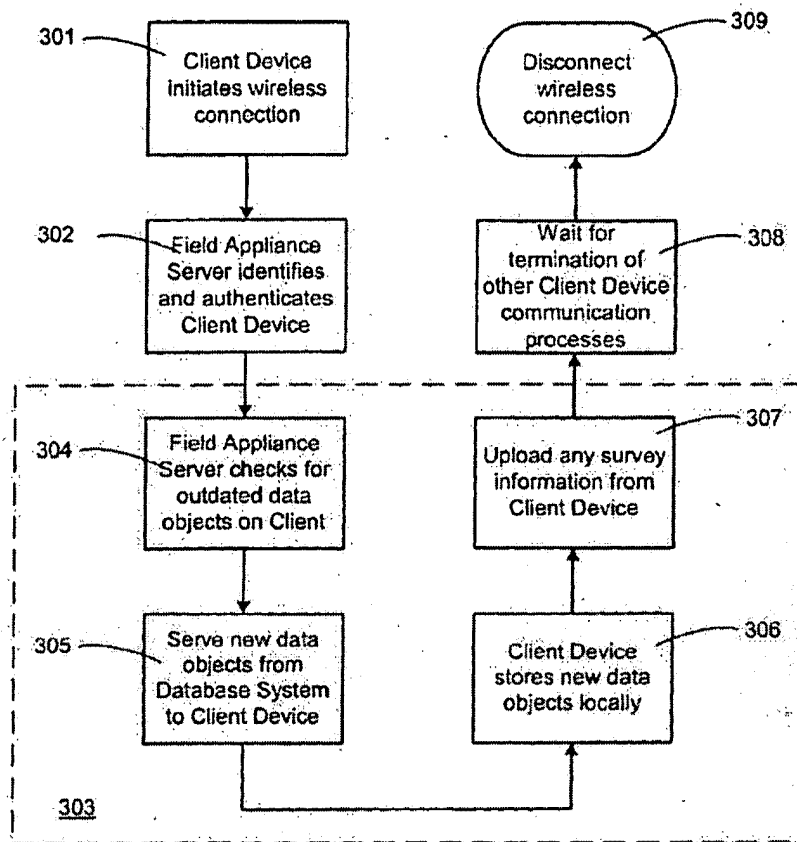 301
Client Device
initiates wireless
connection
302
Field Appliance
Server identifies
and authenticates
Client Device
304
Field Appliance
Server checks for
outdated data
objects on Client
305
Serve new data
objects from
Database System
to Client Device
303
309
Disconnect
wireless
connection
308
Wait for
termination of
other Client Device
communication
processes
307
Upload any survey
information from
Client Device
306
Client Device
stores new data
objects locally